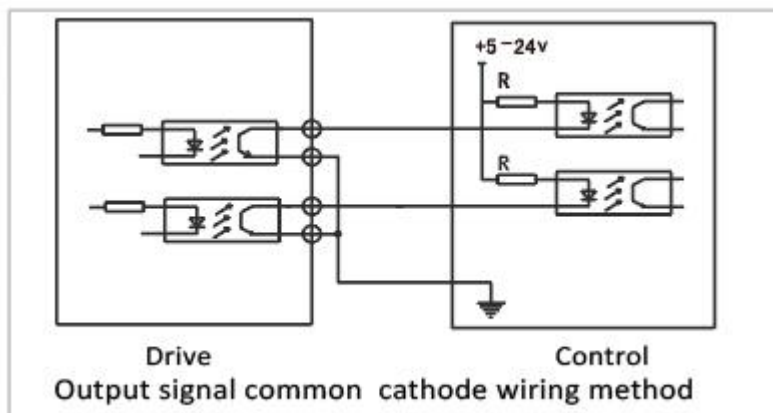 +5-24v
R
R
Drive
Control
Output signal common cathode wiring method